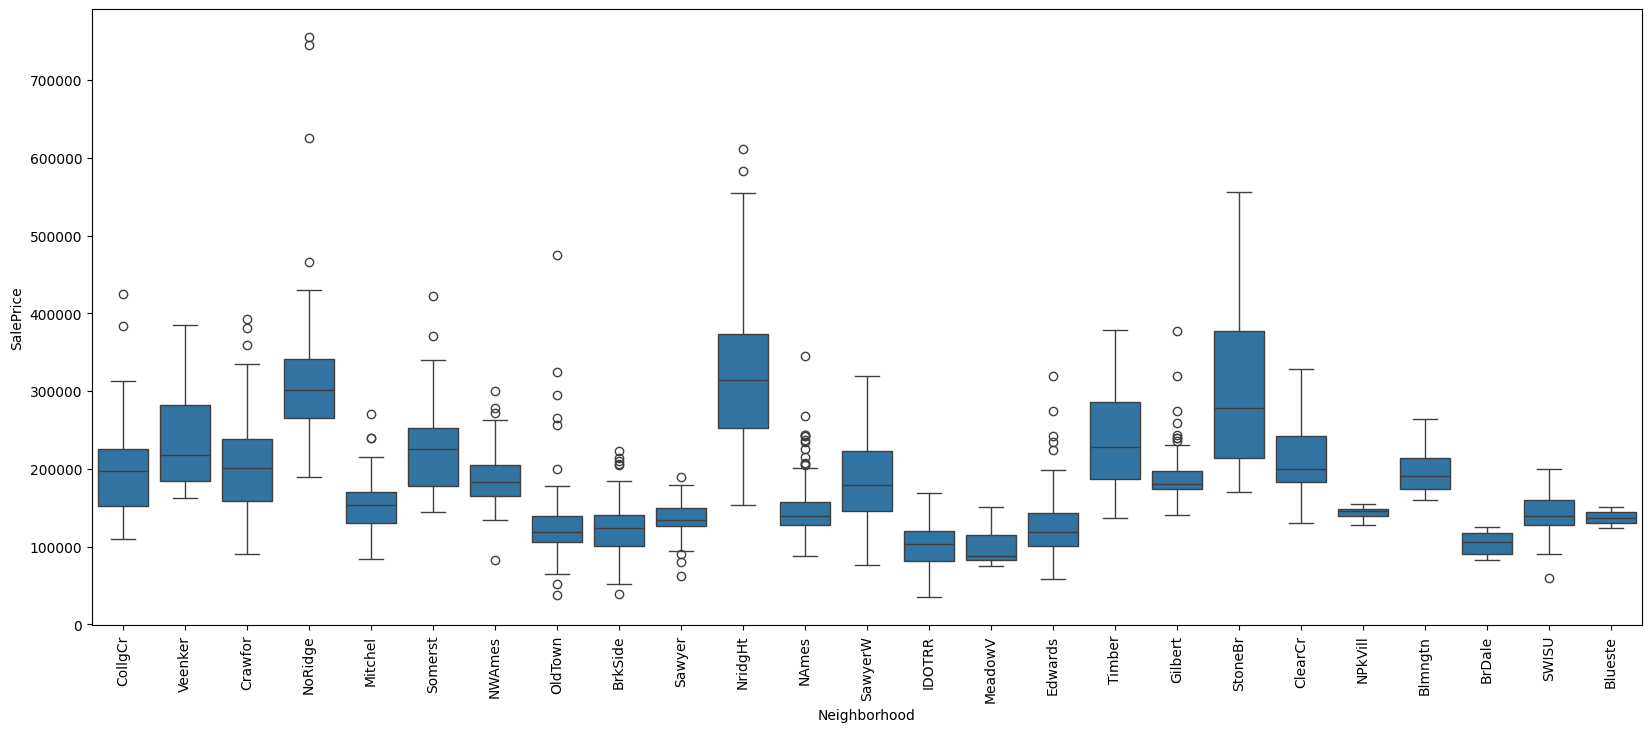 SalePrice
700000
600000
500000
400000
300000
200000
100000
0
CollgCr
Veenker
Crawfor
NoRidge
Mitchel
Somerst
NWAmes
OldTown
BrkSide
Sawyer
NridgHt
NAmes
SawyerW
IDOTRR
MeadowV
Edwards
Timber
Gilbert
StoneBr
ClearCr
NPkVill
Blmngtn
BrDale
SWISU
Blueste
Neighborhood